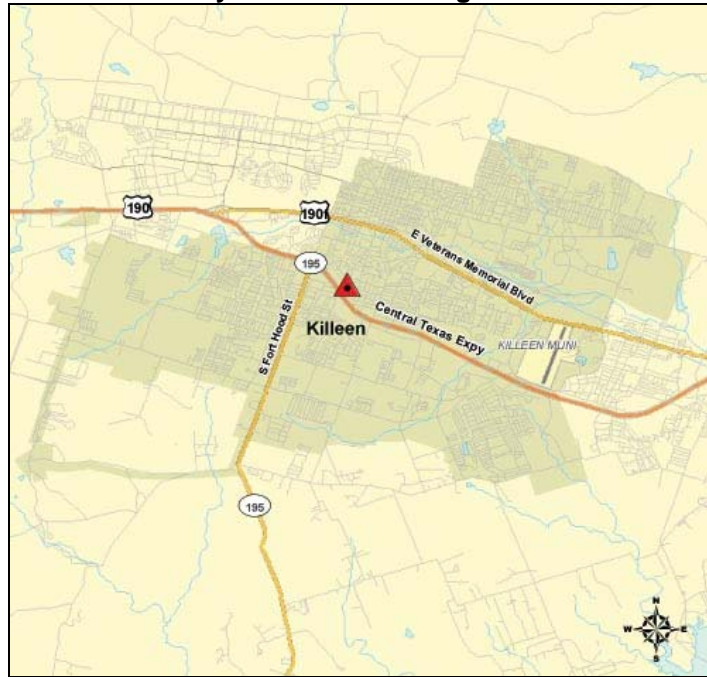 190
190
E Veterans Memorial Blvd
195
Killeen
Central Texas Expy
S Fort Hood St
KILLEEN MUNI
195
N
W E
S